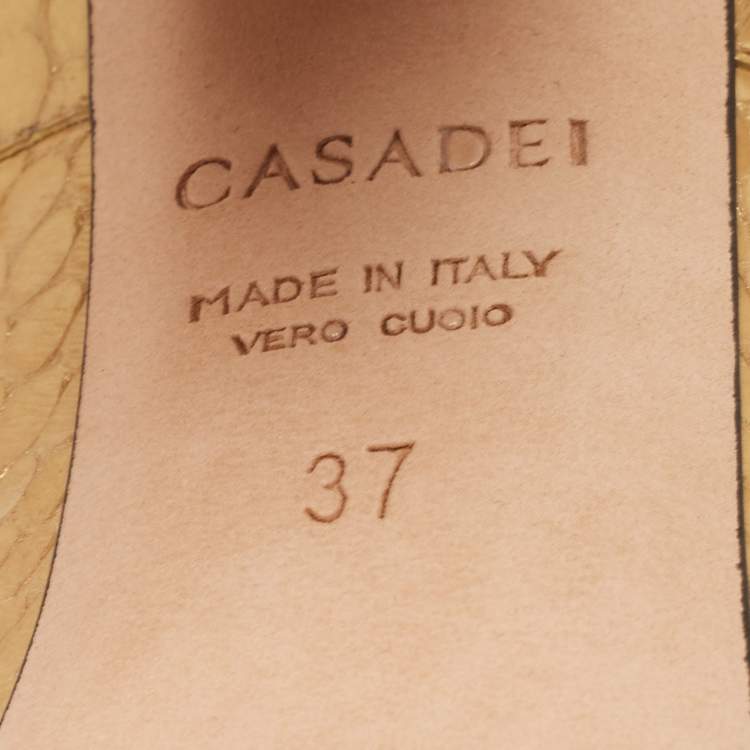 CASADEI
MADE IN ITALY
VERO CUOIO
37